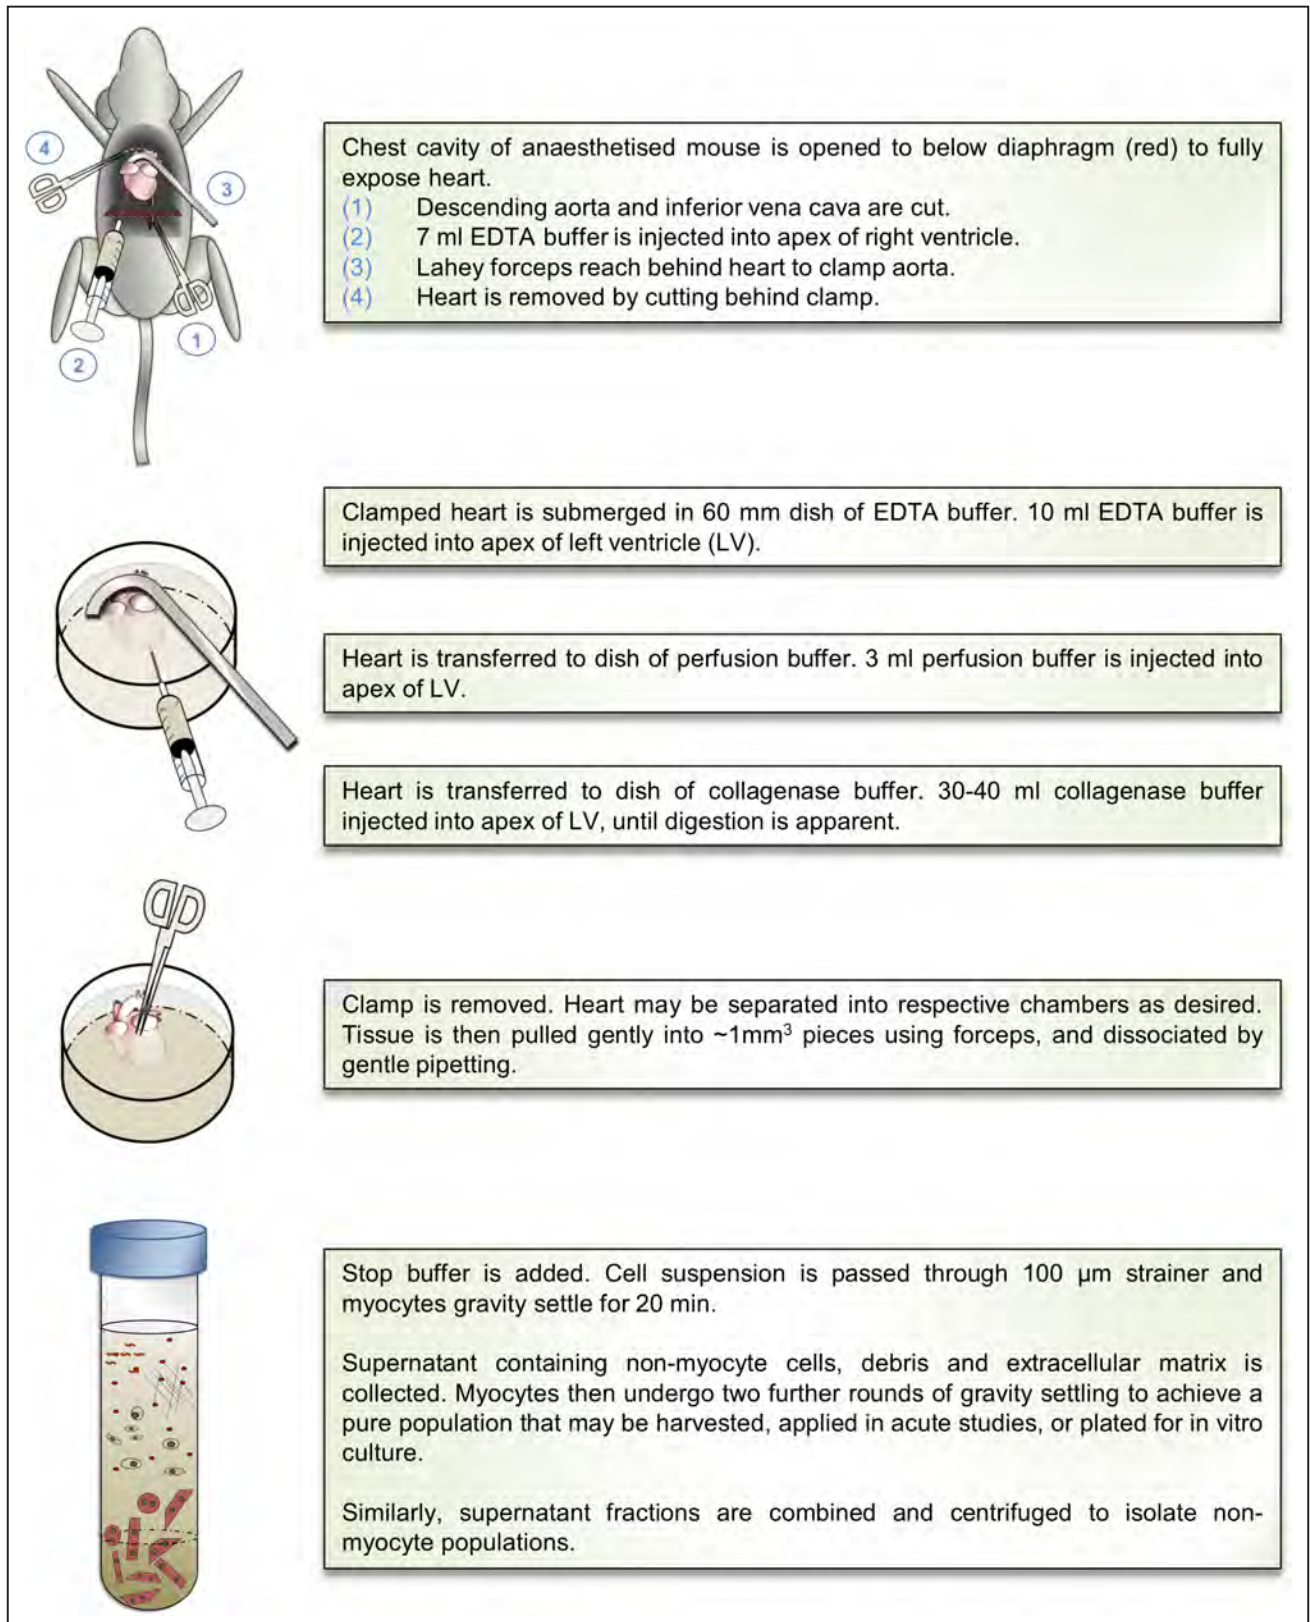 4
3
2
1
Chest cavity of anaesthetised mouse is opened to below diaphragm (red) to fully
expose heart.
(1) Descending aorta and inferior vena cava are cut.
(2) 7 ml EDTA buffer is injected into apex of right ventricle.
(3) Lahey forceps reach behind heart to clamp aorta.
(4) Heart is removed by cutting behind clamp.
Clamped heart is submerged in 60 mm dish of EDTA buffer. 10 ml EDTA buffer is
injected into apex of left ventricle (LV).
Heart is transferred to dish of perfusion buffer. 3 ml perfusion buffer is injected into
apex of LV.
Heart is transferred to dish of collagenase buffer. 30-40 ml collagenase buffer
injected into apex of LV, until digestion is apparent.
Clamp is removed. Heart may be separated into respective chambers as desired.
Tissue is then pulled gently into ~1mm³ pieces using forceps, and dissociated by
gentle pipetting.
Stop buffer is added. Cell suspension is passed through 100 µm strainer and
myocytes gravity settle for 20 min.
Supernatant containing non-myocyte cells, debris and extracellular matrix is
collected. Myocytes then undergo two further rounds of gravity settling to achieve a
pure population that may be harvested, applied in acute studies, or plated for in vitro
culture.
Similarly, supernatant fractions are combined and centrifuged to isolate non-
myocyte populations.